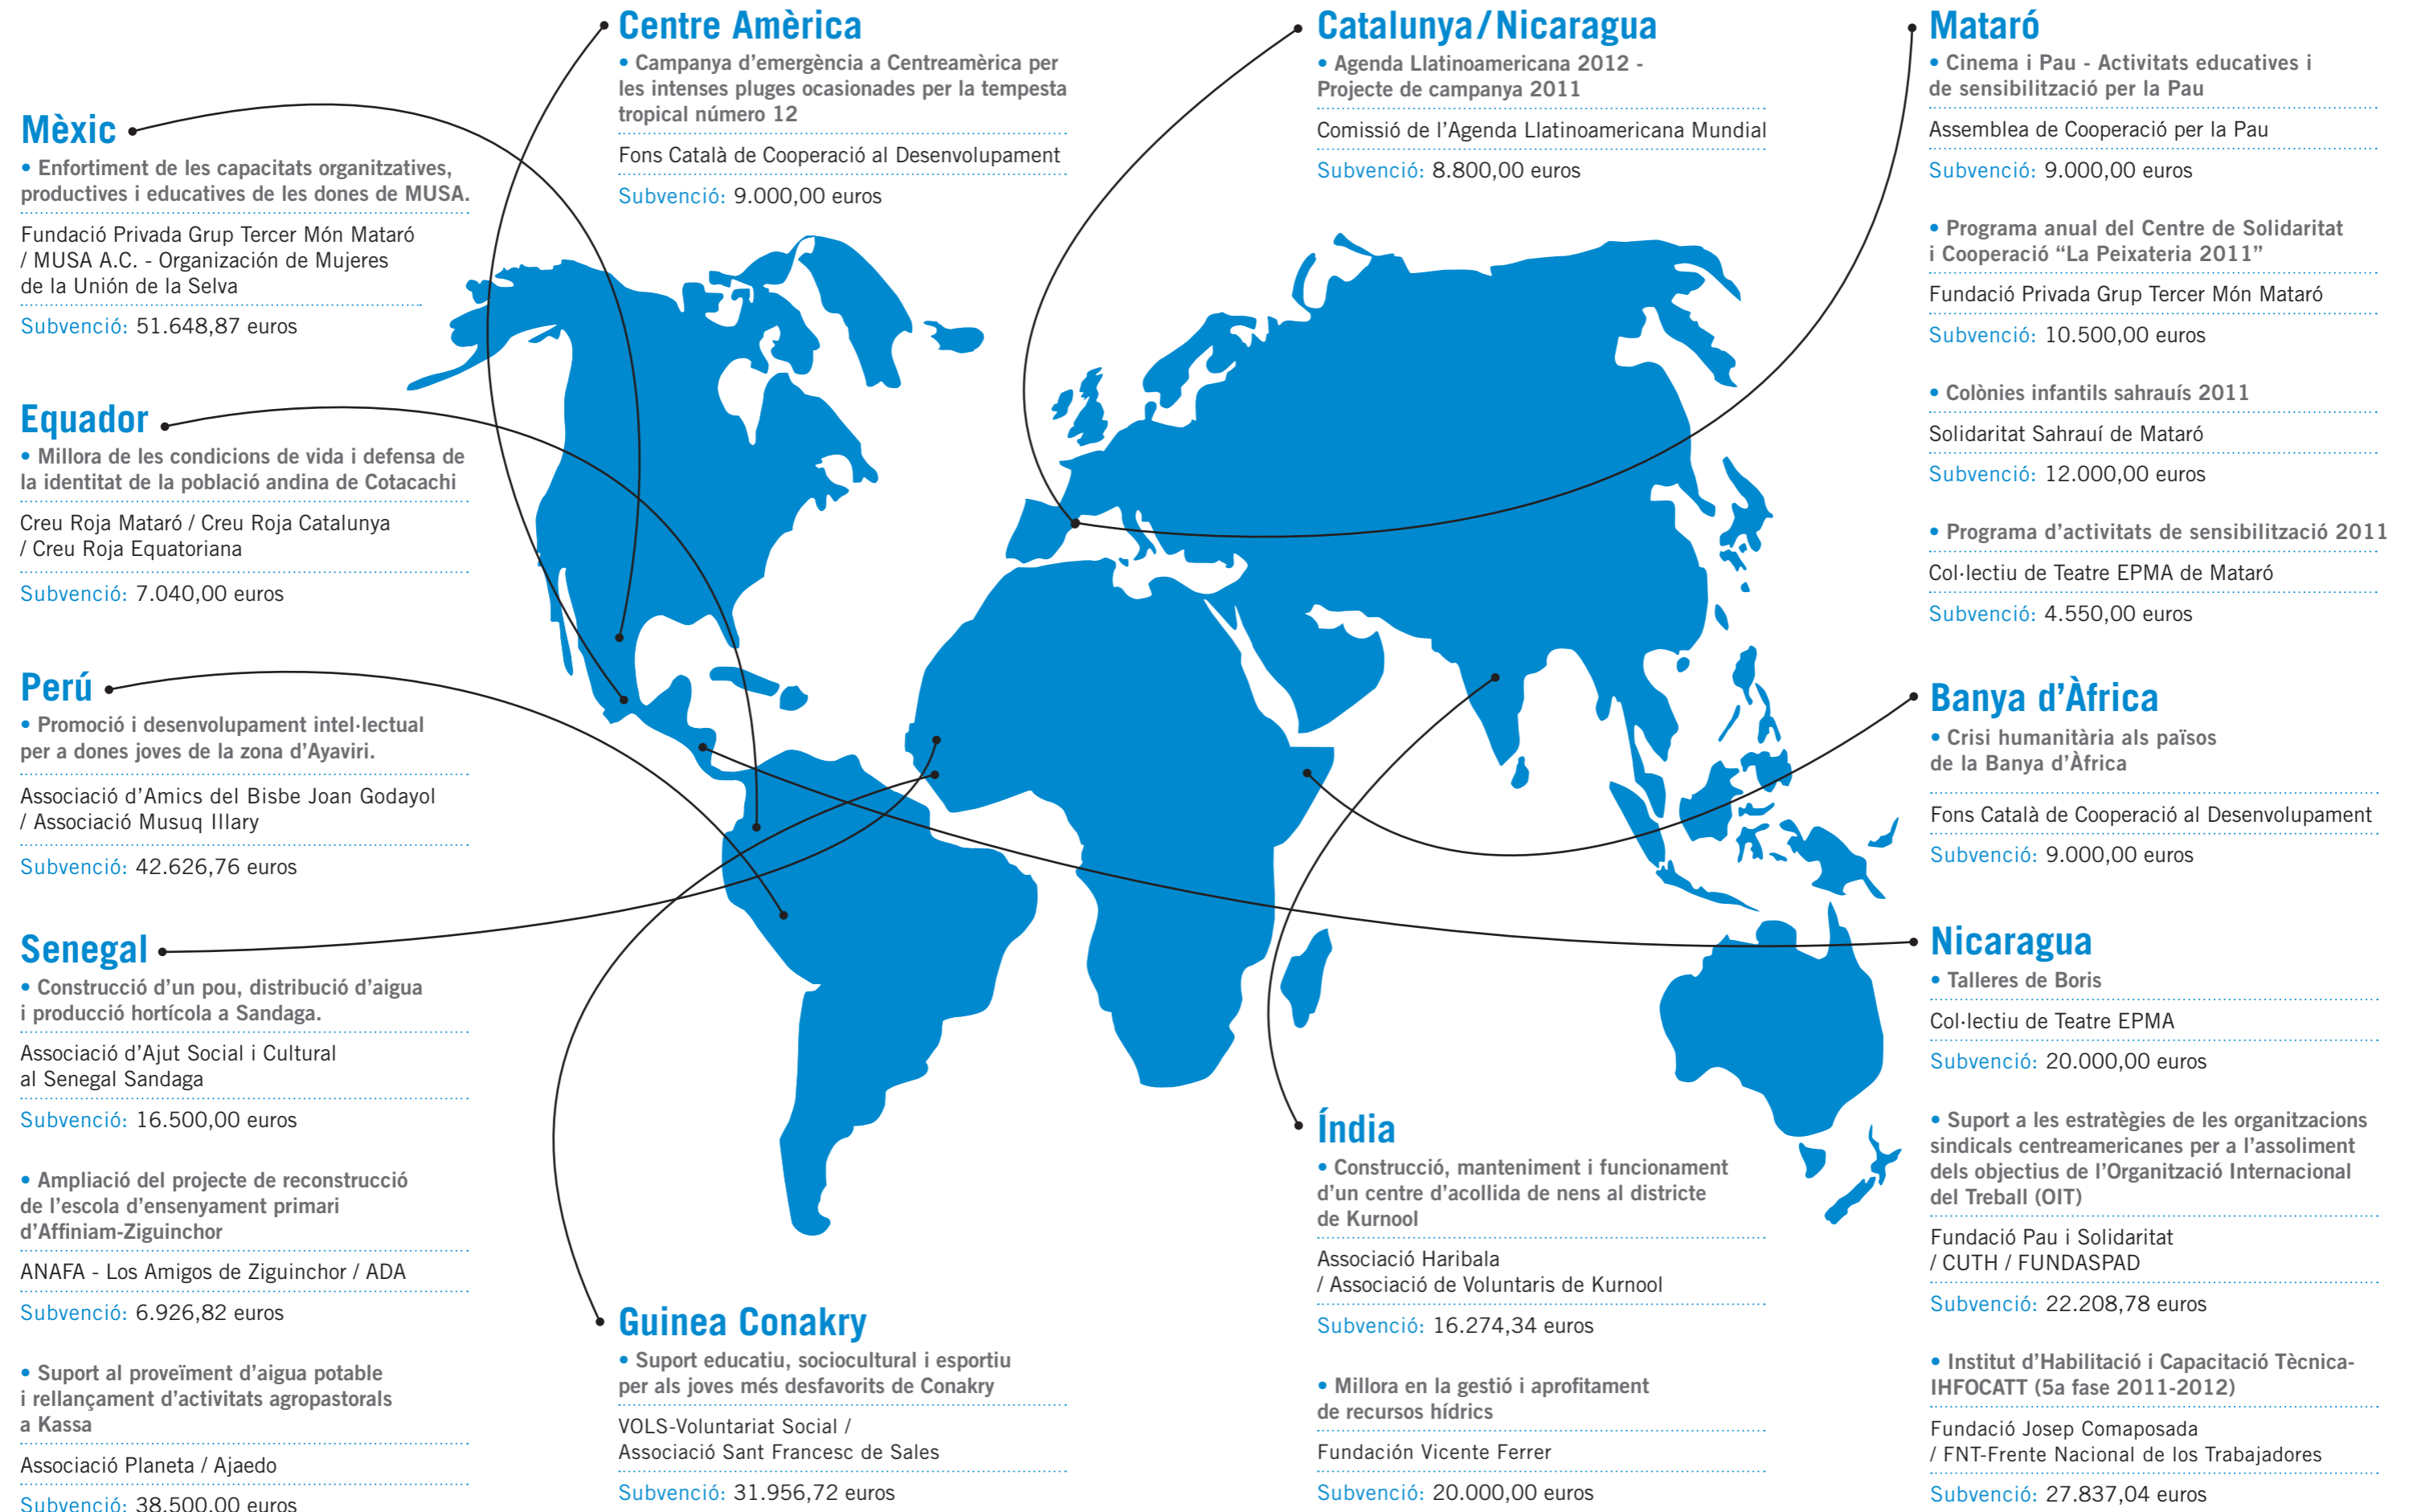 Mèxic
• Enfortiment de les capacitats organitzatives,
productives i educatives de les dones de MUSA.
Fundació Privada Grup Tercer Món Mataró
/ MUSA A.C. - Organización de Mujeres
de la Unión de la Selva
Subvenció: 51.648,87 euros
Equador
• Millora de les condicions de vida i defensa de
la identitat de la població andina de Cotacachi
Creu Roja Mataró / Creu Roja Catalunya
/ Creu Roja Equatoriana
Subvenció: 7.040,00 euros
Perú
• Promoció i desenvolupament intel·lectual
per a dones joves de la zona d'Ayaviri.
Associació d'Amics del Bisbe Joan Godayol
/ Associació Musuq Illary
Subvenció: 42.626,76 euros
Senegal
• Construcció d'un pou, distribució d'aigua
i producció hortícola a Sandaga.
Associació d'Ajut Social i Cultural
al Senegal Sandaga
Subvenció: 16.500,00 euros
• Ampliació del projecte de reconstrucció
de l'escola d'ensenyament primari
d'Affiniam-Ziguinchor
ANAFA - Los Amigos de Ziguinchor / ADA
Subvenció: 6.926,82 euros
• Suport al proveïment d'aigua potable
i rellançament d'activitats agropastorals
a Kassa
Associació Planeta / Ajaedo
Subvenció: 38.500,00 euros
Centre Amèrica
• Campanya d'emergència a Centreamèrica per
les intenses pluges ocasionades per la tempesta
tropical número 12
Fons Català de Cooperació al Desenvolupament
Subvenció: 9.000,00 euros
Guinea Conakry
• Suport educatiu, sociocultural i esportiu
per als joves més desfavorits de Conakry
VOLS-Voluntariat Social /
Associació Sant Francesc de Sales
Subvenció: 31.956,72 euros
Catalunya/Nicaragua
• Agenda Llatinoamericana 2012 -
Projecte de campanya 2011
Comissió de l'Agenda Llatinoamericana Mundial
Subvenció: 8.800,00 euros
Índia
• Construcció, manteniment i funcionament
d'un centre d'acollida de nens al districte
de Kurnool
Associació Haribala
/ Associació de Voluntaris de Kurnool
Subvenció: 16.274,34 euros
• Millora en la gestió i aprofitament
de recursos hídrics
Fundación Vicente Ferrer
Subvenció: 20.000,00 euros
Mataró
• Cinema i Pau - Activitats educatives i
de sensibilització per la Pau
Assemblea de Cooperació per la Pau
Subvenció: 9.000,00 euros
• Programa anual del Centre de Solidaritat
i Cooperació “La Peixateria 2011”
Fundació Privada Grup Tercer Món Mataró
Subvenció: 10.500,00 euros
• Colònies infantils sahrauís 2011
Solidaritat Sahrauí de Mataró
Subvenció: 12.000,00 euros
• Programa d'activitats de sensibilització 2011
Col·lectiu de Teatre EPMA de Mataró
Subvenció: 4.550,00 euros
Banya d'Àfrica
• Crisi humanitària als països
de la Banya d'Àfrica
Fons Català de Cooperació al Desenvolupament
Subvenció: 9.000,00 euros
Nicaragua
• Talleres de Boris
Col·lectiu de Teatre EPMA
Subvenció: 20.000,00 euros
• Suport a les estratègies de les organitzacions
sindicals centreamericanes per a l'assoliment
dels objectius de l'Organització Internacional
del Treball (OIT)
Fundació Pau i Solidaritat
/ CUTH / FUNDASPAD
Subvenció: 22.208,78 euros
• Institut d'Habilitació i Capacitació Tècnica-
IHFOCATT (5a fase 2011-2012)
Fundació Josep Comaposada
/ FNT-Frente Nacional de los Trabajadores
Subvenció: 27.837,04 euros